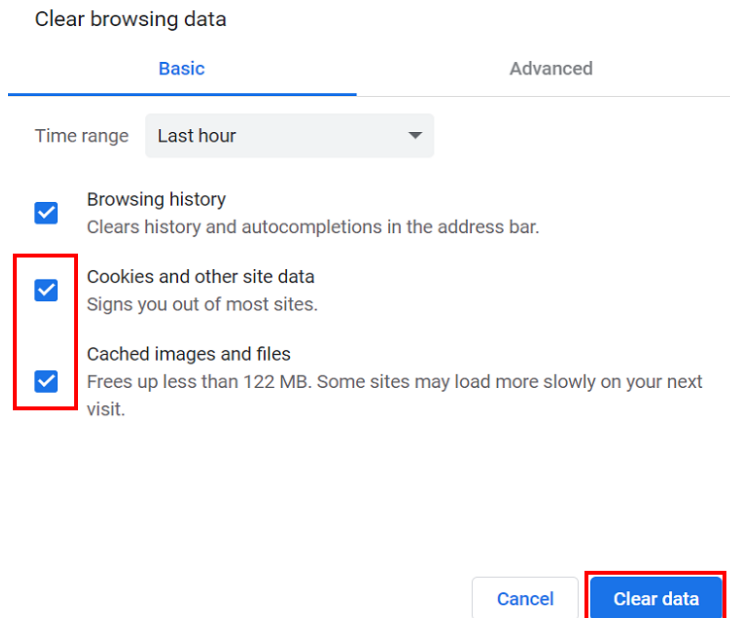 Clear browsing data
Basic Advanced
Time range Last hour
Browsing history
Clears history and autocompletions in the address bar.
Cookies and other site data
Signs you out of most sites.
Cached images and files
Frees up less than 122 MB. Some sites may load more slowly on your next
visit.
Cancel Clear data